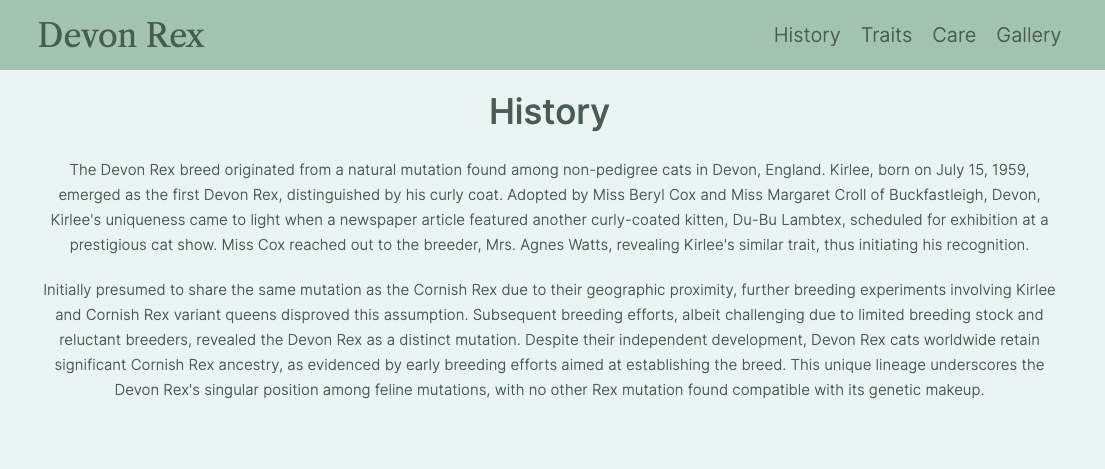 Devon Rex
History Traits Care Gallery
History
The Devon Rex breed originated from a natural mutation found among non-pedigree cats in Devon, England. Kirlee, born on July 15, 1959,
emerged as the first Devon Rex, distinguished by his curly coat. Adopted by Miss Beryl Cox and Miss Margaret Croll of Buckfastleigh, Devon,
Kirlee's uniqueness came to light when a newspaper article featured another curly-coated kitten, Du-Bu Lambtex, scheduled for exhibition at a
prestigious cat show. Miss Cox reached out to the breeder, Mrs. Agnes Watts, revealing Kirlee's similar trait, thus initiating his recognition.
Initially presumed to share the same mutation as the Cornish Rex due to their geographic proximity, further breeding experiments involving Kirlee
and Cornish Rex variant queens disproved this assumption. Subsequent breeding efforts, albeit challenging due to limited breeding stock and
reluctant breeders, revealed the Devon Rex as a distinct mutation. Despite their independent development, Devon Rex cats worldwide retain
significant Cornish Rex ancestry, as evidenced by early breeding efforts aimed at establishing the breed. This unique lineage underscores the
Devon Rex's singular position among feline mutations, with no other Rex mutation found compatible with its genetic makeup.